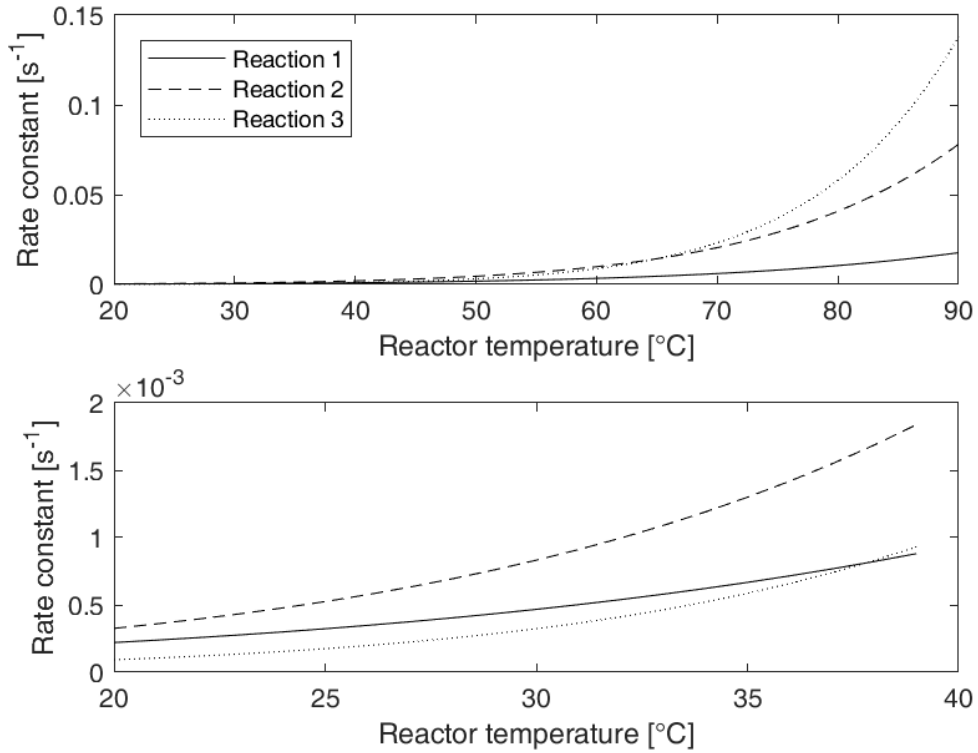 0.15
0.1
0.05
0
Rate constant [s-1]
Reaction 1
Reaction 2
Reaction 3
20 30 40 50 60 70 80 90
Reactor temperature [°C]
×10-3
2
1.5
1
0.5
0
Rate constant [s-1]
20 25 30 35 40
Reactor temperature [°C]